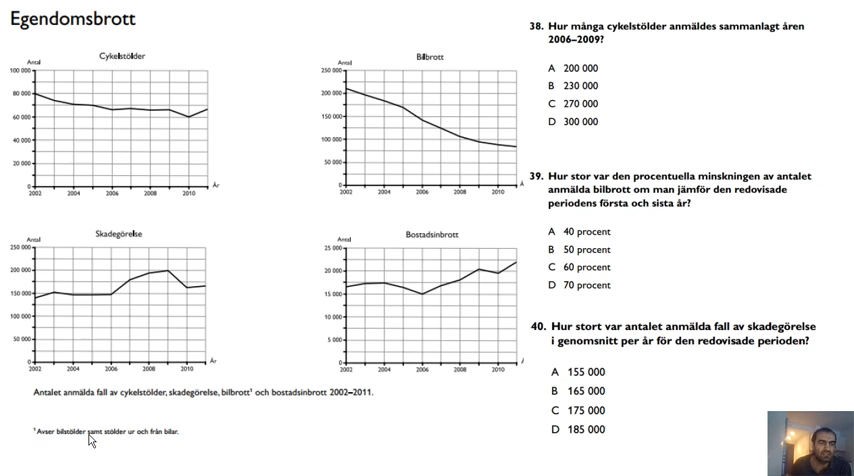 Egendomsbrott
Cykelstölder
Antal
100 000
80 000
60 000
40 000
20 000
0
2002
2004
2006
2008
2010
År
Bilbrott
Antal
250 000
200 000
150 000
100 000
50 000
0
2002
2004
2006
2008
2010
Å
Skadegörelse
Antal
250 000
200 000
150 000
100 000
50 000
0
2002
2004
2006
2008
2010
År
Bostadsinbrott
Antal
25 000
20 000
15 000
10 000
5 000
0
2002
2004
2006
2008
2010
Å
Antalet anmälda fall av cykelstölder, skadegörelse, bilbrott¹ och bostadsinbrott 2002–2011.
¹ Avser bilstölder samt stölder ur och från bilar.
38. Hur många cykelstölder anmäldes sammanlagt åren
2006–2009?
A 200 000
B 230 000
C 270 000
D 300 000
39. Hur stor var den procentuella minskningen av antalet
anmälda bilbrott om man jämför den redovisade
periodens första och sista år?
A 40 procent
B 50 procent
C 60 procent
D 70 procent
40. Hur stort var antalet anmälda fall av skadegörelse
i genomsnitt per år för den redovisade perioden?
A 155 000
B 165 000
C 175 000
D 185 000